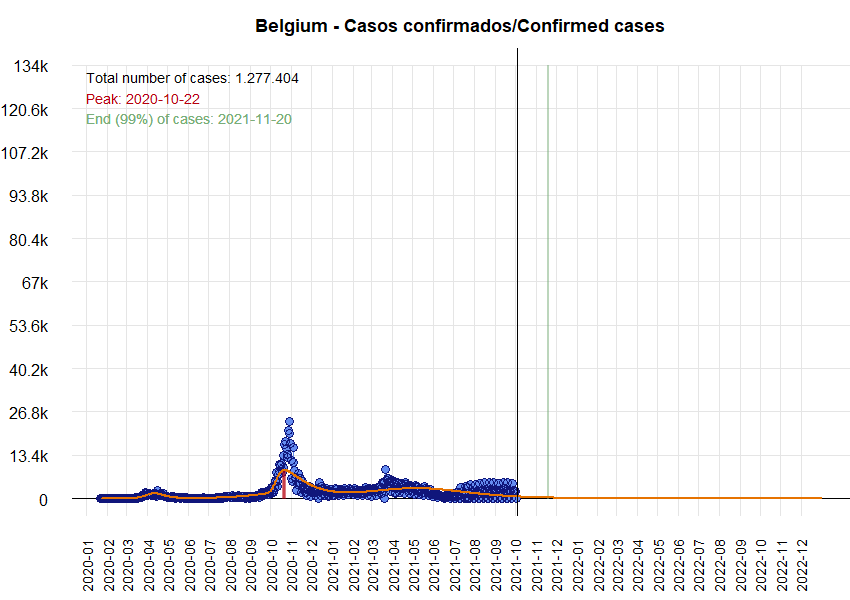 Belgium - Casos confirmados/Confirmed cases
134k
120.6k
107.2k
93.8k
80.4k
67k
53.6k
40.2k
26.8k
13.4k
0
Total number of cases: 1.277.404
Peak: 2020-10-22
End (99%) of cases: 2021-11-20
2020-01
2020-02
2020-03
2020-04
2020-05
2020-06
2020-07
2020-08
2020-09
2020-10
2020-11
2020-12
2021-01
2021-02
2021-03
2021-04
2021-05
2021-06
2021-07
2021-08
2021-09
2021-10
2021-11
2021-12
2022-01
2022-02
2022-03
2022-04
2022-05
2022-06
2022-07
2022-08
2022-09
2022-10
2022-11
2022-12